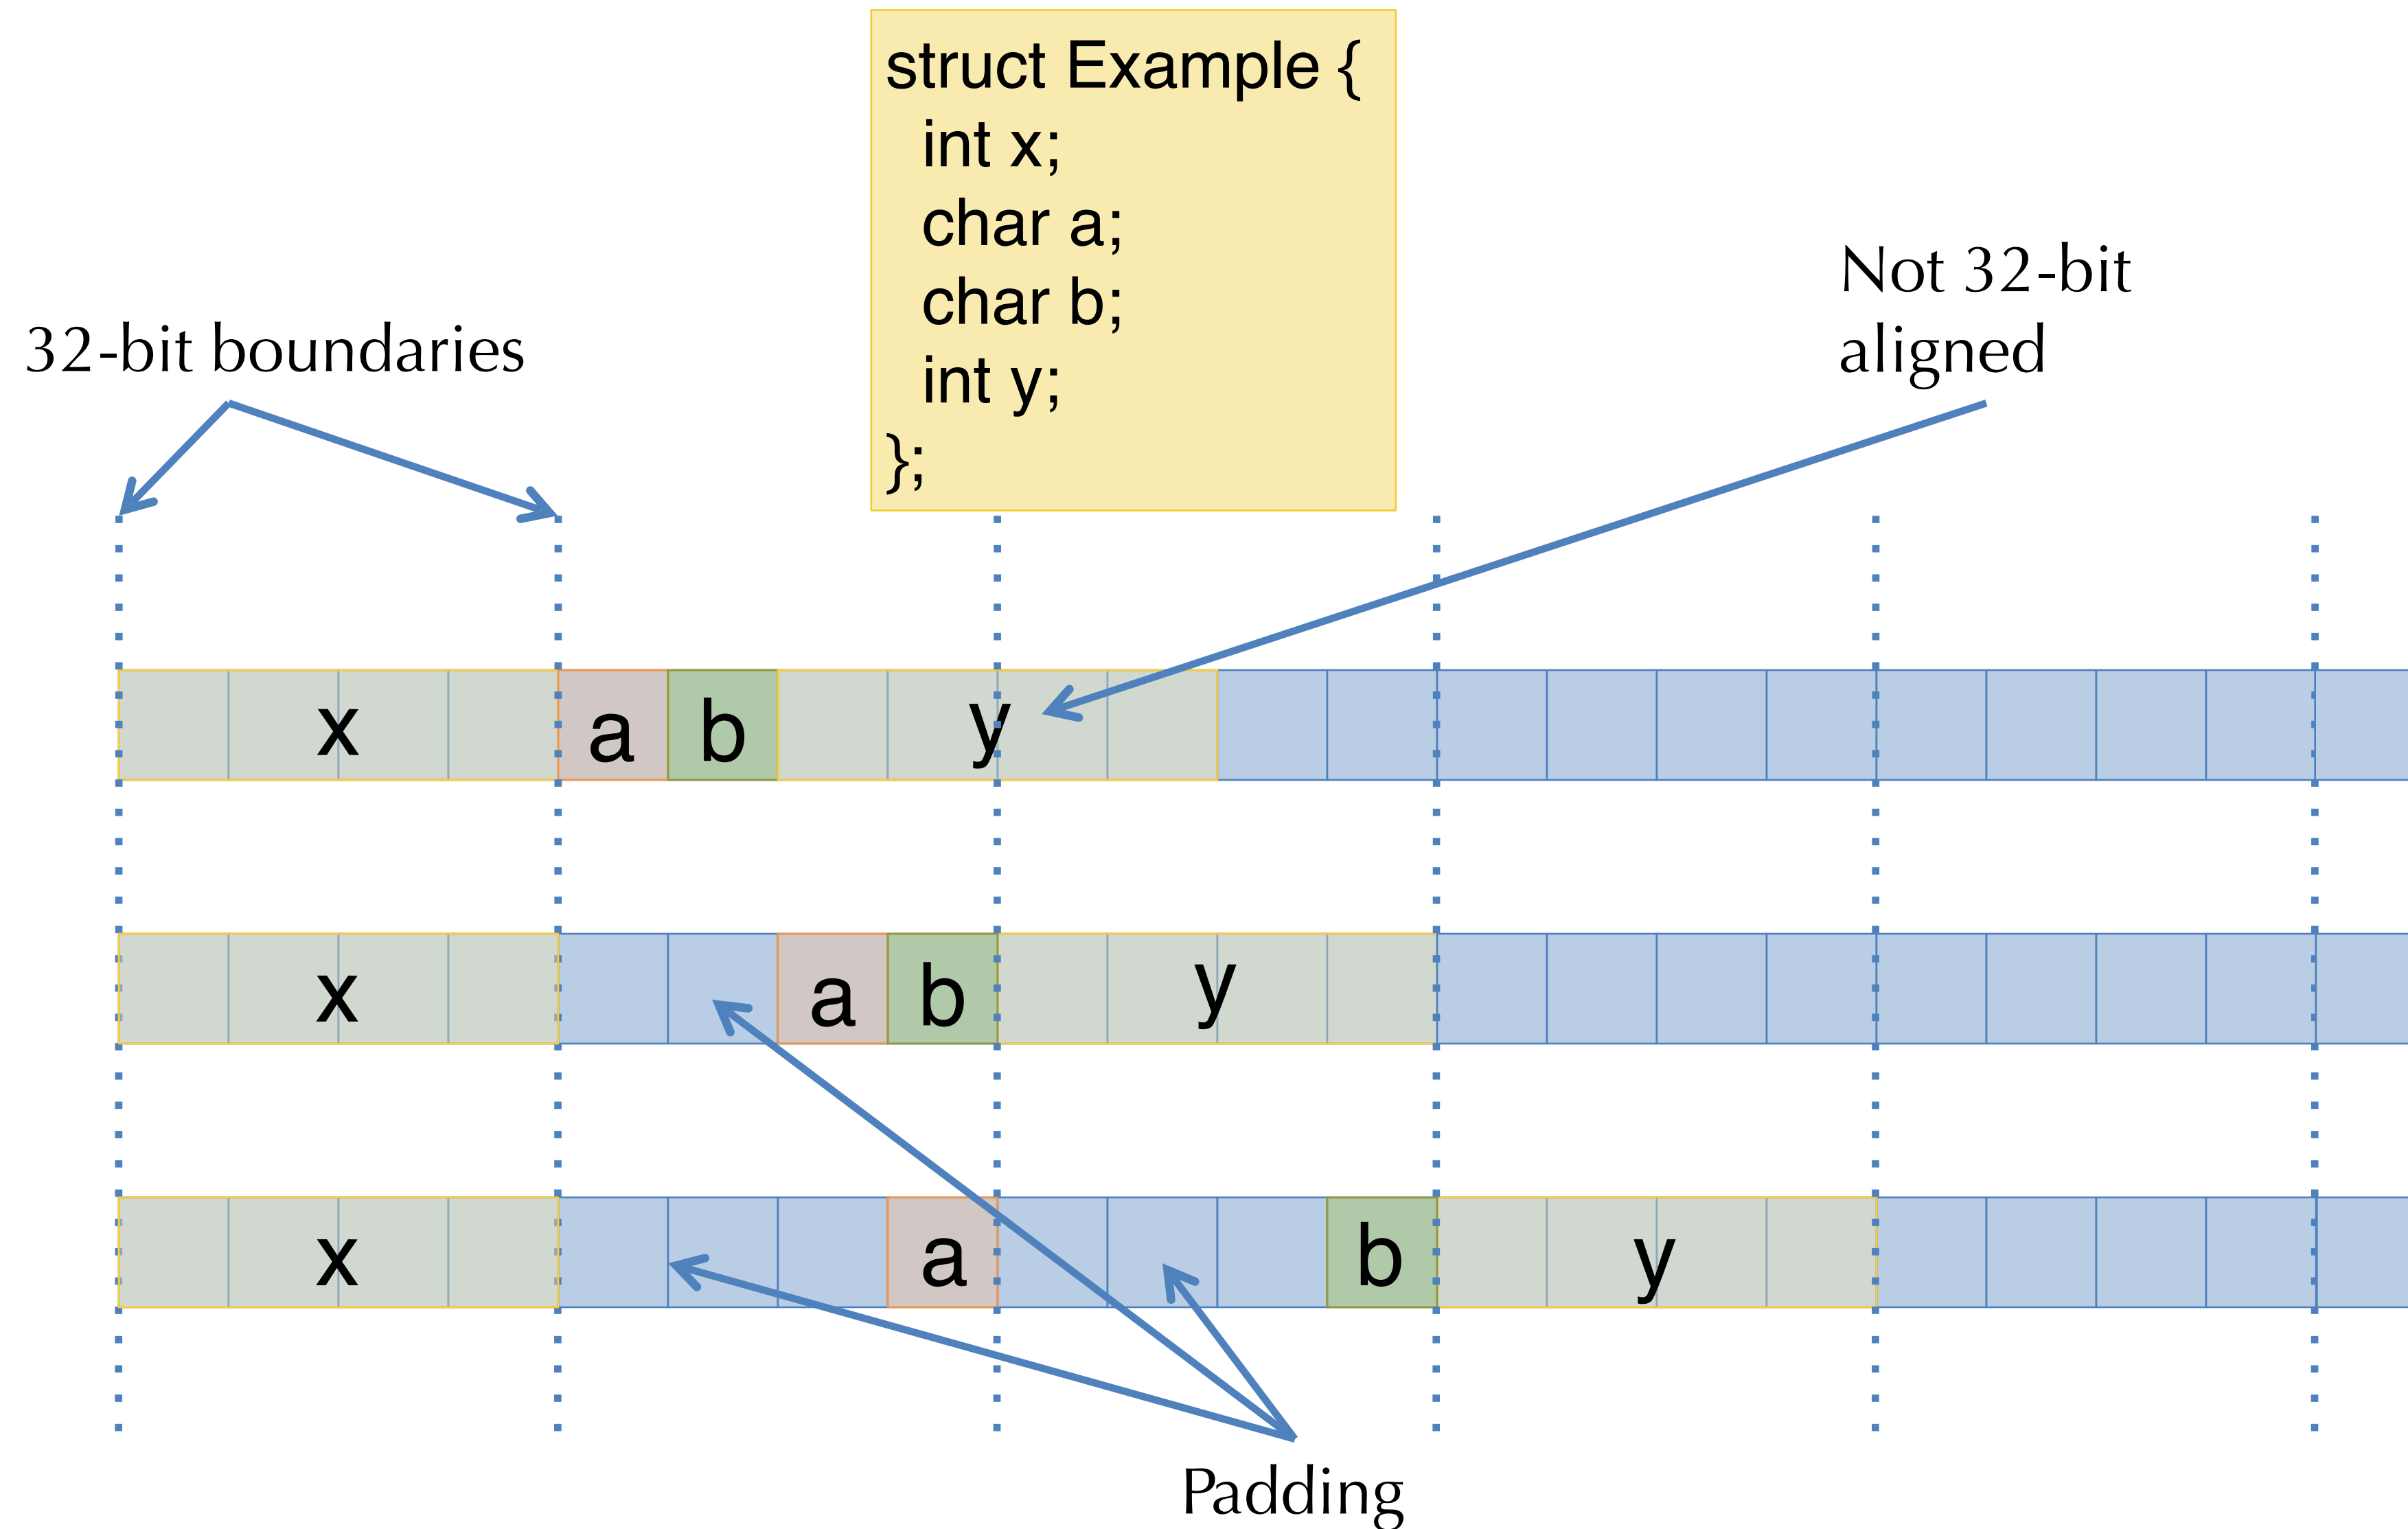 struct Example {
int x;
char a;
char b;
int y;
};
32-bit boundaries
Not 32-bit
aligned
x a b y
x a b y
x a b y
Padding